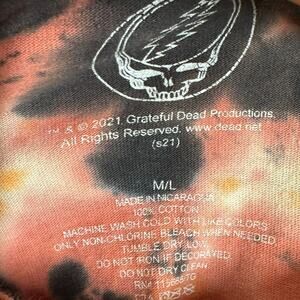 ™ & © 2021 Grateful Dead Productions.
All Rights Reserved. www.dead.net
(s21)
M/L
MADE IN NICARAGUA
100% COTTON
MACHINE WASH COLD WITH LIKE COLORS
ONLY NON-CHLORINE BLEACH WHEN NEEDED
TUMBLE DRY LOW
DO NOT IRON IF DECORATED
DO NOT DRY CLEAN
RN#